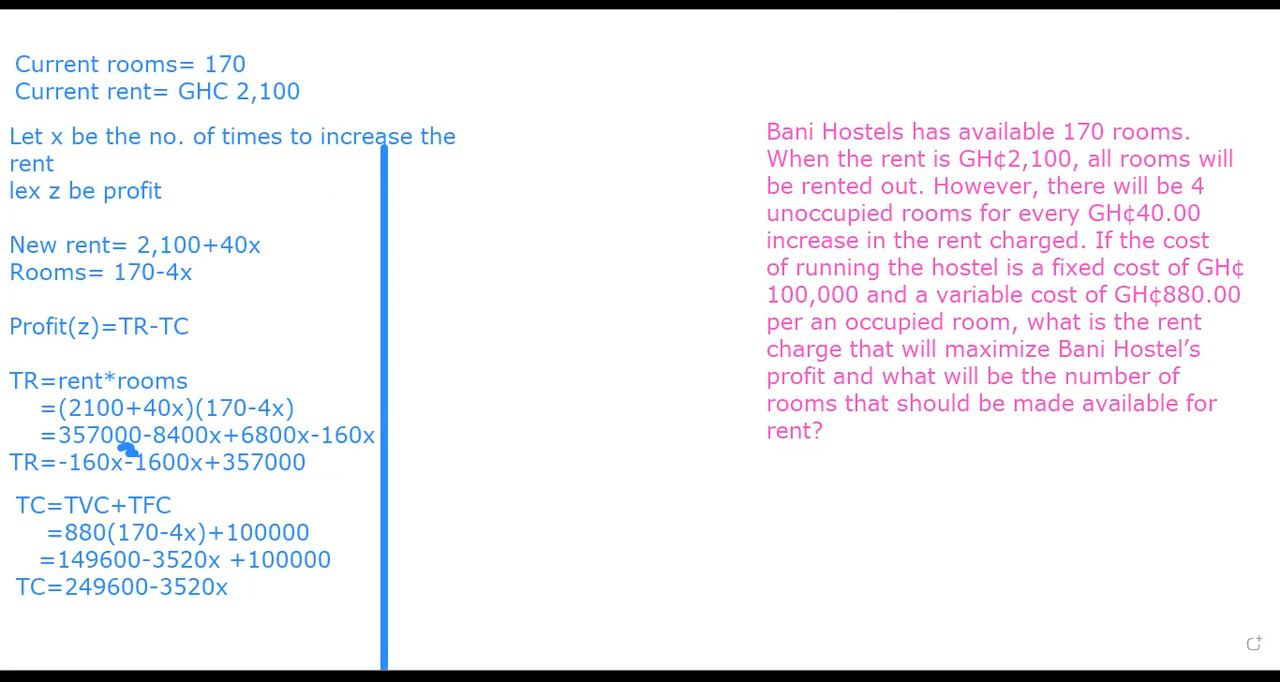 Current rooms= 170
Current rent= GHC 2,100
Let x be the no. of times to increase the
rent
lex z be profit
New rent= 2,100+40x
Rooms= 170-4x
Profit(z)=TR-TC
TR=rent*rooms
=(2100+40x)(170-4x)
=357000-8400x+6800x-160x
TR=-160x²-1600x+357000
TC=TVC+TFC
=880(170-4x)+100000
=149600-3520x +100000
TC=249600-3520x
Bani Hostels has available 170 rooms.
When the rent is GH¢2,100, all rooms will
be rented out. However, there will be 4
unoccupied rooms for every GH¢40.00
increase in the rent charged. If the cost
of running the hostel is a fixed cost of GH¢
100,000 and a variable cost of GH¢880.00
per an occupied room, what is the rent
charge that will maximize Bani Hostel’s
profit and what will be the number of
rooms that should be made available for
rent?